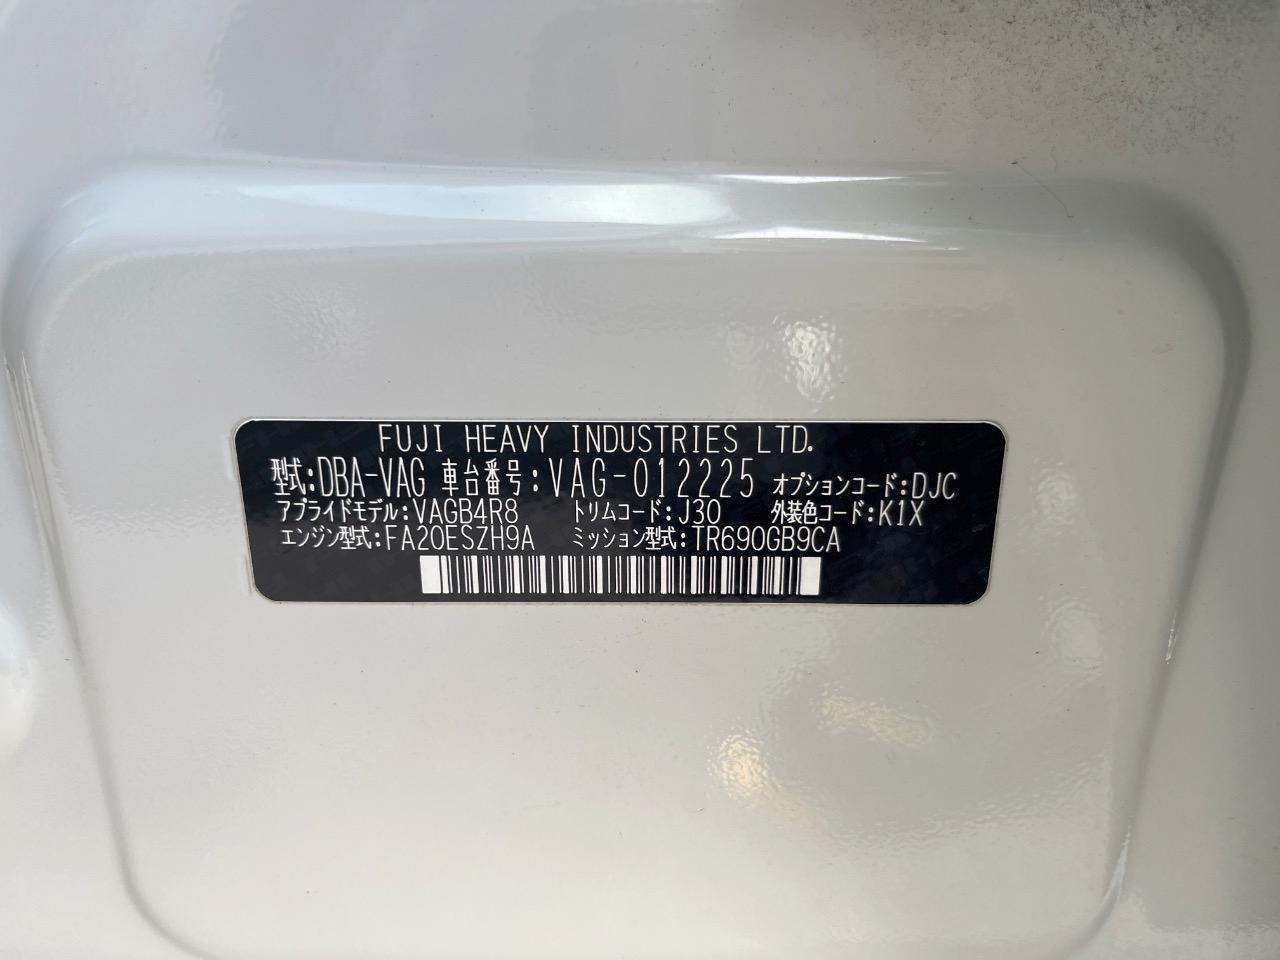 FUJI HEAVY INDUSTRIES LTD.
型式:DBA-VAG 車台番号:VAG-012225 オプションコード:DJC
アプライドモデル:VAGB4R8 トリムコード:J30 外装色コード:K1X
エンジン型式:FA20ESZH9A ミッション型式:TR690GB9CA